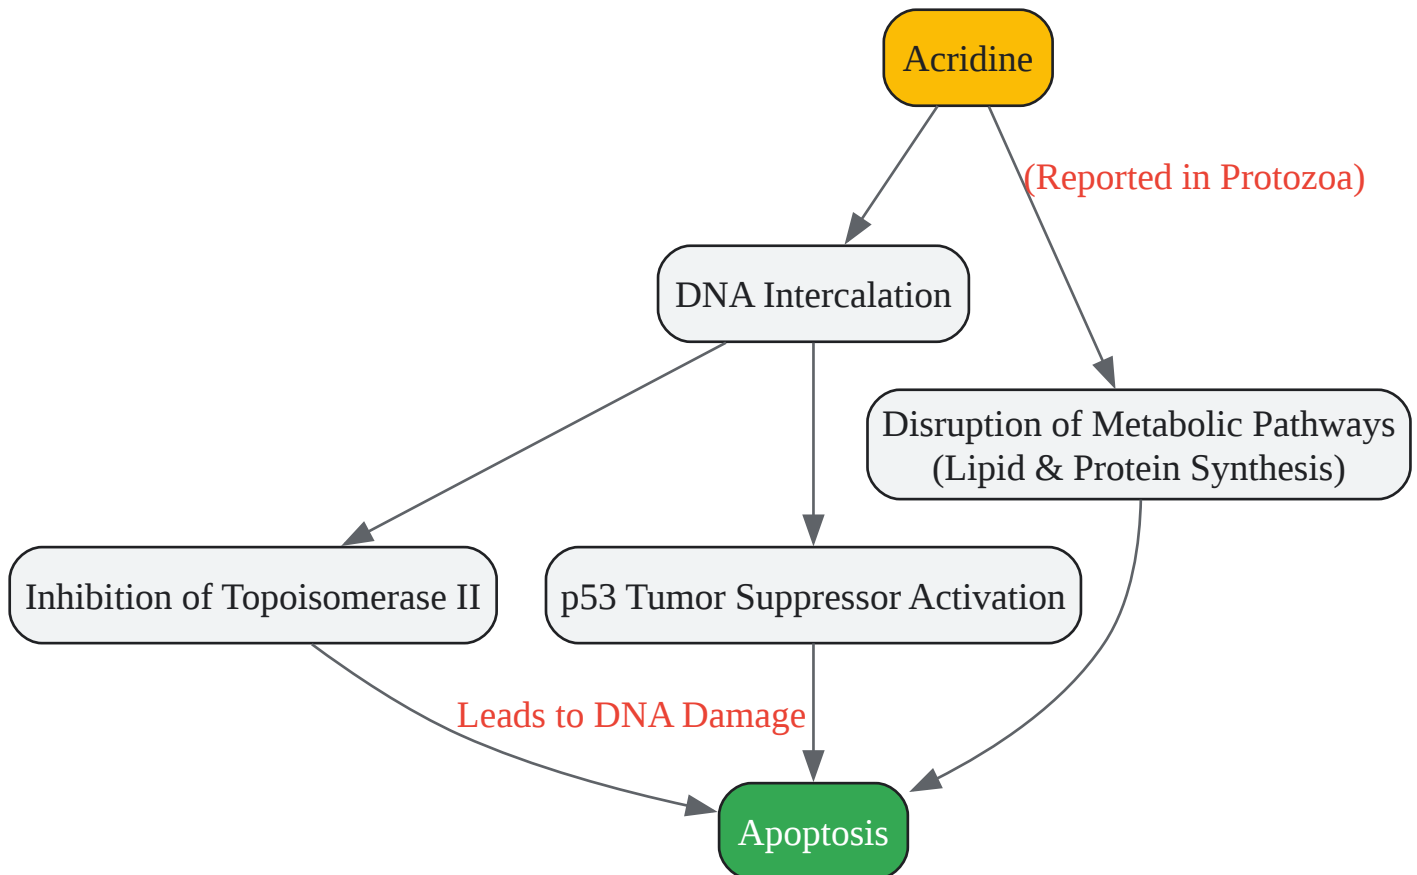 Acridine
(Reported in Protozoa)
DNA Intercalation
Disruption of Metabolic Pathways
(Lipid & Protein Synthesis)
Inhibition of Topoisomerase II
p53 Tumor Suppressor Activation
Leads to DNA Damage
Apoptosis